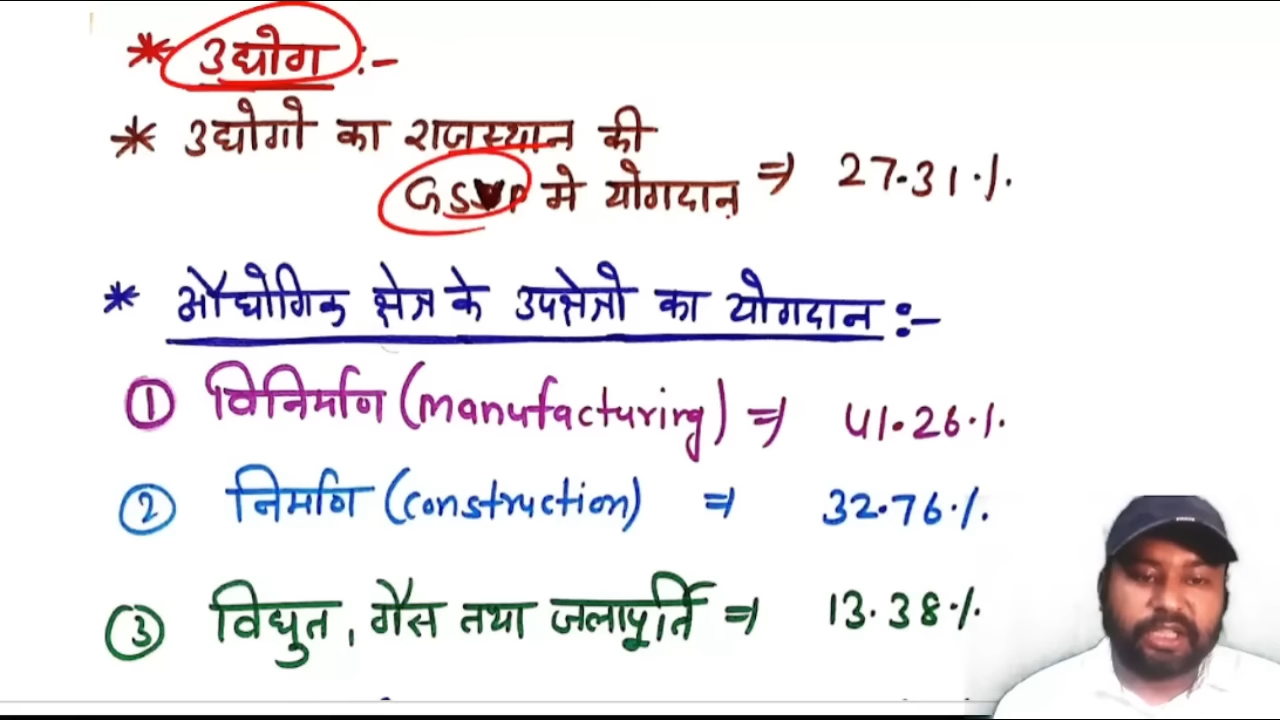 * उद्योग :-
* उद्योगो का राजस्थान की
GSVP मे योगदान => 27.31%
* औद्योगिक क्षेत्र के उपक्षेत्रो का योगदान :-
① विनिर्माण (manufacturing) => 41.26%
② निर्माण (construction) => 32.76%
③ विद्युत, गैस तथा जलापूर्ति => 13.38%